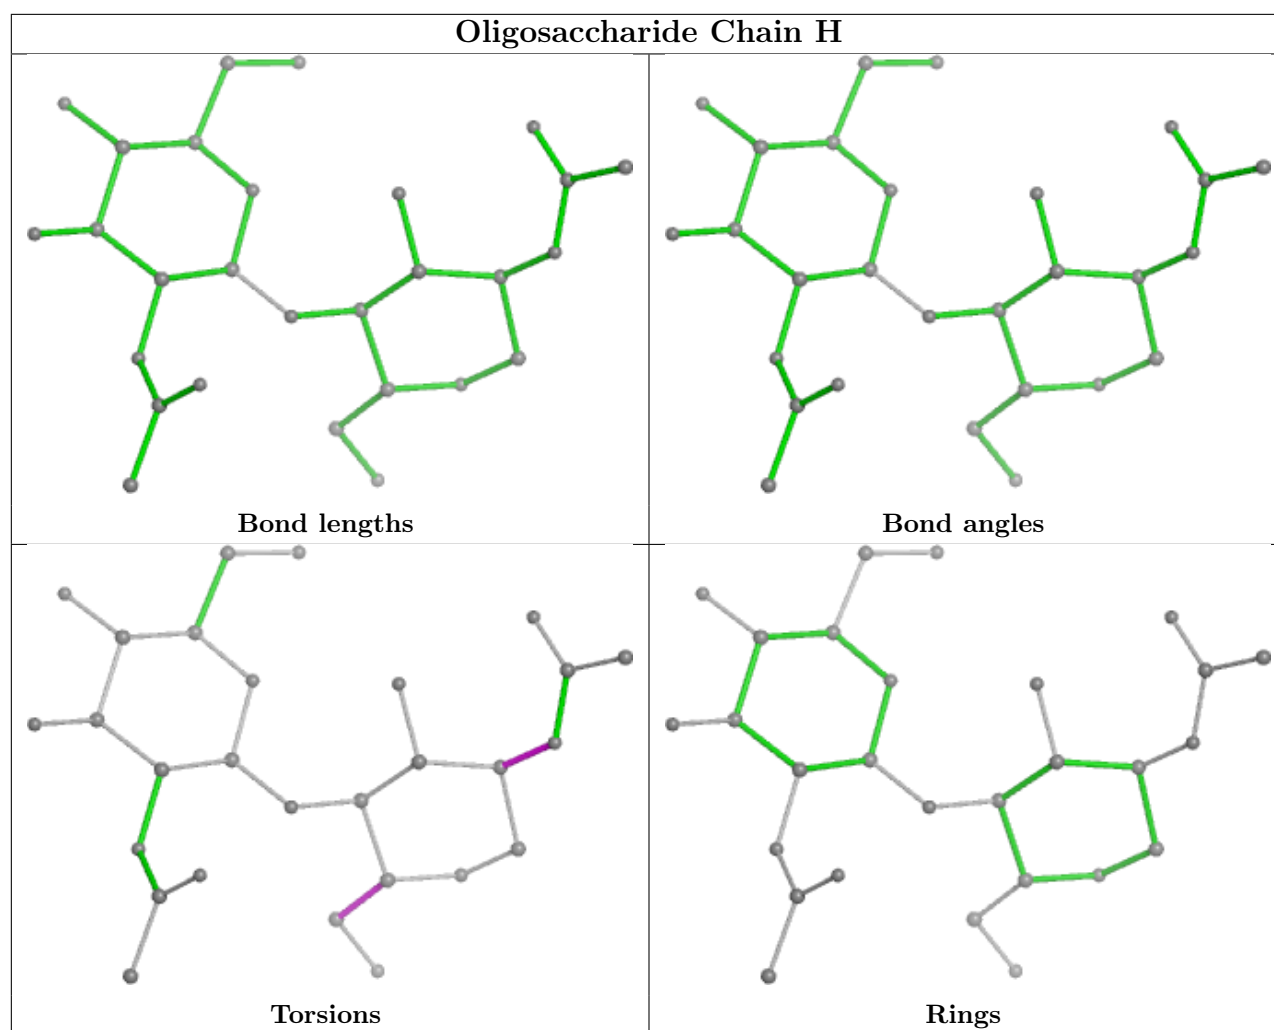 Oligosaccharide Chain H
Bond lengths
Bond angles
Torsions
Rings